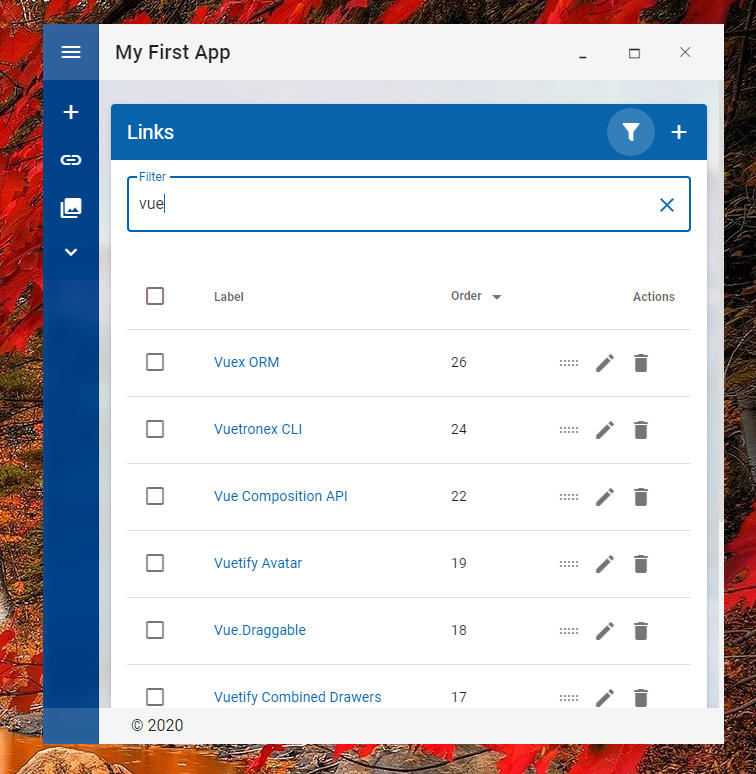 My First App
Links
Filter
vue
Label Order Actions
Vuex ORM 26
Vuetronex CLI 24
Vue Composition API 22
Vuetify Avatar 19
Vue.Draggable 18
Vuetify Combined Drawers 17
© 2020